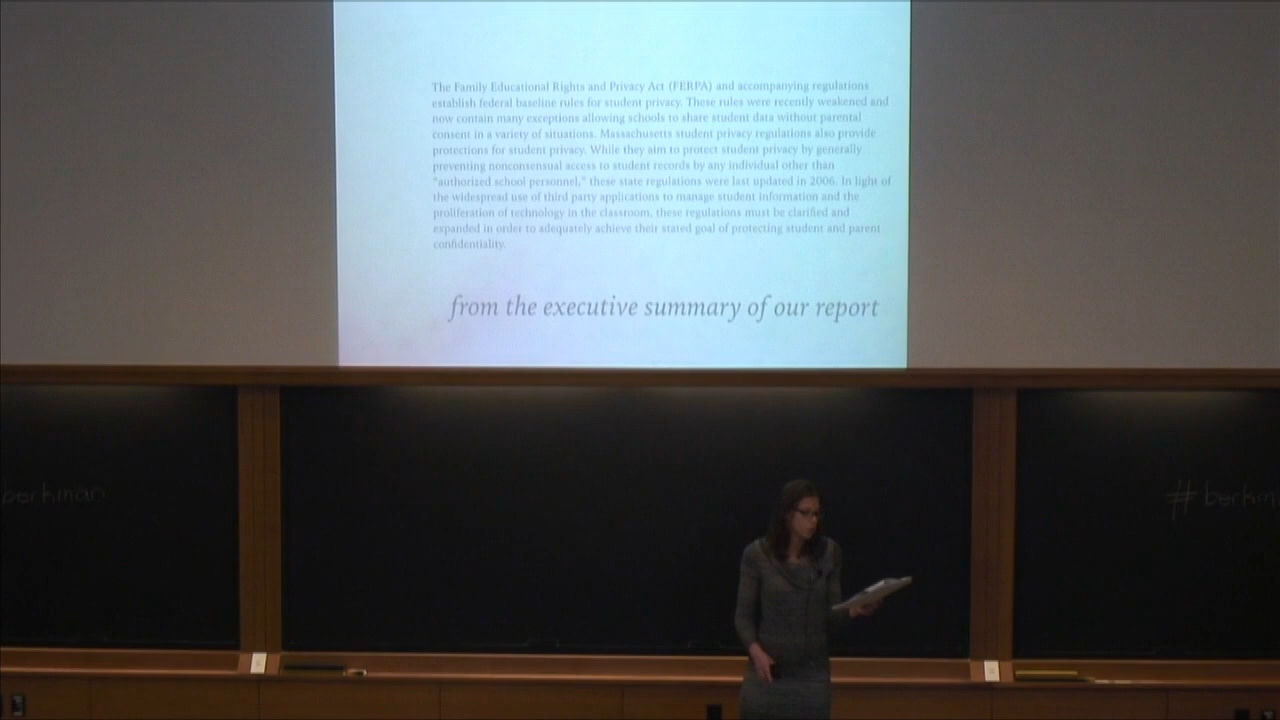 The Family Educational Rights and Privacy Act (FERPA) and accompanying regulations
establish federal baseline rules for student privacy. These rules were recently weakened and
now contain many exceptions allowing schools to share student data without parental
consent in a variety of situations. Massachusetts student privacy regulations also provide
protections for student privacy. While they aim to protect student privacy by generally
preventing nonconsensual access to student records by any individual other than
"authorized school personnel," these state regulations were last updated in 2006. In light of
the widespread use of third party applications to manage student information and the
proliferation of technology in the classroom, these regulations must be clarified and
expanded in order to adequately achieve their stated goal of protecting student and parent
confidentiality.
from the executive summary of our report
berkman
#berkm